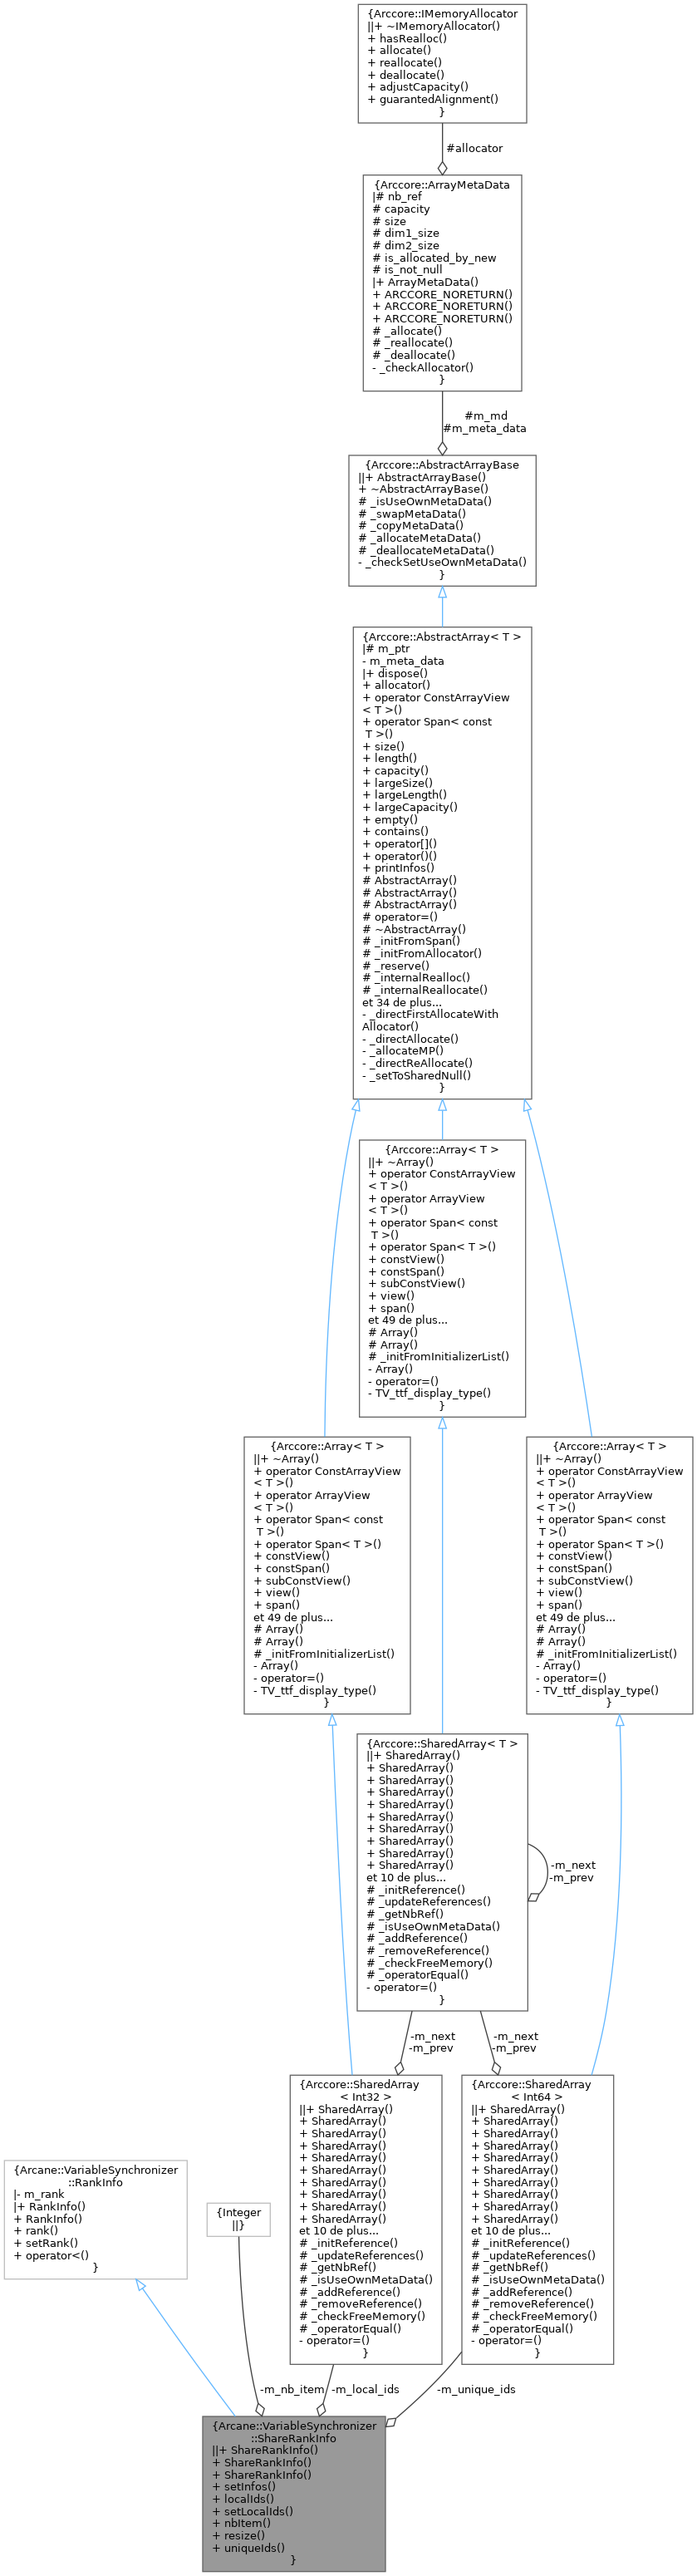 {Arccore::IMemoryAllocator
||+ ~IMemoryAllocator()
+ hasRealloc()
+ allocate()
+ reallocate()
+ deallocate()
+ adjustCapacity()
+ guarantedAlignment()
}
#allocator
{Arccore::ArrayMetaData
|# nb_ref
# capacity
# size
# dim1_size
# dim2_size
# is_allocated_by_new
# is_not_null
|+ ArrayMetaData()
+ ARCCORE_NORETURN()
+ ARCCORE_NORETURN()
+ ARCCORE_NORETURN()
# _allocate()
# _reallocate()
# _deallocate()
- _checkAllocator()
}
#m_md
#m_meta_data
{Arccore::AbstractArrayBase
||+ AbstractArrayBase()
+ ~AbstractArrayBase()
# _isUseOwnMetaData()
# _swapMetaData()
# _copyMetaData()
# _allocateMetaData()
# _deallocateMetaData()
- _checkSetUseOwnMetaData()
}
{Arccore::AbstractArray< T >
|# m_ptr
- m_meta_data
|+ dispose()
+ allocator()
+ operator ConstArrayView
< T >()
+ operator Span< const
 T >()
+ size()
+ length()
+ capacity()
+ largeSize()
+ largeLength()
+ largeCapacity()
+ empty()
+ contains()
+ operator[]()
+ operator()()
+ printInfos()
# AbstractArray()
# AbstractArray()
# AbstractArray()
# operator=()
# ~AbstractArray()
# _initFromSpan()
# _initFromAllocator()
# _reserve()
# _internalRealloc()
# _internalReallocate()
et 34 de plus...
- _directFirstAllocateWith
Allocator()
- _directAllocate()
- _allocateMP()
- _directReAllocate()
- _setToSharedNull()
}
{Arccore::Array< T >
||+ ~Array()
+ operator ConstArrayView
< T >()
+ operator ArrayView
< T >()
+ operator Span< const
 T >()
+ operator Span< T >()
+ constView()
+ constSpan()
+ subConstView()
+ view()
+ span()
et 49 de plus...
# Array()
# Array()
# _initFromInitializerList()
- Array()
- operator=()
- TV_ttf_display_type()
}
{Arccore::Array< T >
||+ ~Array()
+ operator ConstArrayView
< T >()
+ operator ArrayView
< T >()
+ operator Span< const
 T >()
+ operator Span< T >()
+ constView()
+ constSpan()
+ subConstView()
+ view()
+ span()
et 49 de plus...
# Array()
# Array()
# _initFromInitializerList()
- Array()
- operator=()
- TV_ttf_display_type()
}
{Arccore::Array< T >
||+ ~Array()
+ operator ConstArrayView
< T >()
+ operator ArrayView
< T >()
+ operator Span< const
 T >()
+ operator Span< T >()
+ constView()
+ constSpan()
+ subConstView()
+ view()
+ span()
et 49 de plus...
# Array()
# Array()
# _initFromInitializerList()
- Array()
- operator=()
- TV_ttf_display_type()
}
{Arccore::SharedArray< T >
||+ SharedArray()
+ SharedArray()
+ SharedArray()
+ SharedArray()
+ SharedArray()
+ SharedArray()
+ SharedArray()
+ SharedArray()
+ SharedArray()
+ SharedArray()
et 10 de plus...
# _initReference()
# _updateReferences()
# _getNbRef()
# _isUseOwnMetaData()
# _addReference()
# _removeReference()
# _checkFreeMemory()
# _operatorEqual()
- operator=()
}
-m_next
-m_prev
-m_next
-m_prev
-m_next
-m_prev
{Arccore::SharedArray
< Int32 >
||+ SharedArray()
+ SharedArray()
+ SharedArray()
+ SharedArray()
+ SharedArray()
+ SharedArray()
+ SharedArray()
+ SharedArray()
+ SharedArray()
+ SharedArray()
et 10 de plus...
# _initReference()
# _updateReferences()
# _getNbRef()
# _isUseOwnMetaData()
# _addReference()
# _removeReference()
# _checkFreeMemory()
# _operatorEqual()
- operator=()
}
{Arccore::SharedArray
< Int64 >
||+ SharedArray()
+ SharedArray()
+ SharedArray()
+ SharedArray()
+ SharedArray()
+ SharedArray()
+ SharedArray()
+ SharedArray()
+ SharedArray()
+ SharedArray()
et 10 de plus...
# _initReference()
# _updateReferences()
# _getNbRef()
# _isUseOwnMetaData()
# _addReference()
# _removeReference()
# _checkFreeMemory()
# _operatorEqual()
- operator=()
}
{Arcane::VariableSynchronizer
::RankInfo
|- m_rank
|+ RankInfo()
+ RankInfo()
+ rank()
+ setRank()
+ operator<()
}
{Integer
||}
-m_nb_item
-m_local_ids
-m_unique_ids
{Arcane::VariableSynchronizer
::ShareRankInfo
||+ ShareRankInfo()
+ ShareRankInfo()
+ ShareRankInfo()
+ setInfos()
+ localIds()
+ setLocalIds()
+ nbItem()
+ resize()
+ uniqueIds()
}